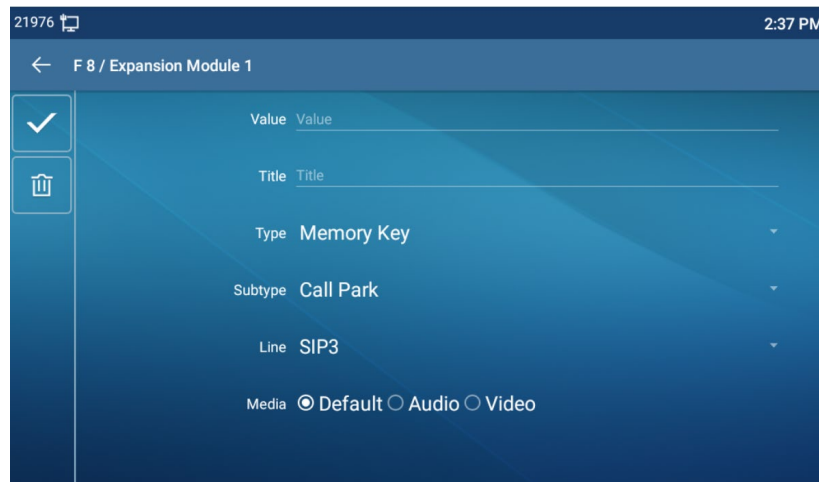 21976 2:37 PM
F 8 / Expansion Module 1
Value Value
Title Title
Type Memory Key
Subtype Call Park
Line SIP3
Media Default Audio Video